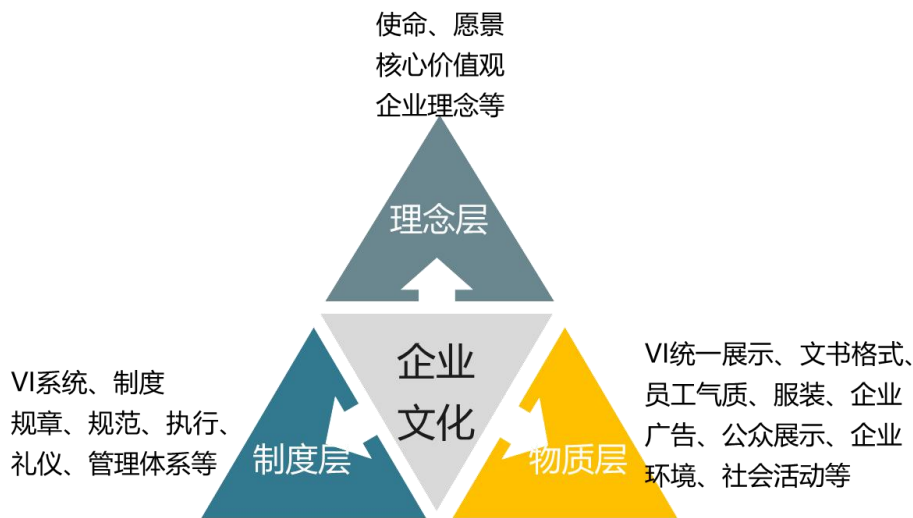 使命、愿景
核心价值观
企业理念等
理念层
企业
文化
VI系统、制度
规章、规范、执行、
礼仪、管理体系等
制度层
物质层
VI统一展示、文书格式、
员工气质、服装、企业
广告、公众展示、企业
环境、社会活动等